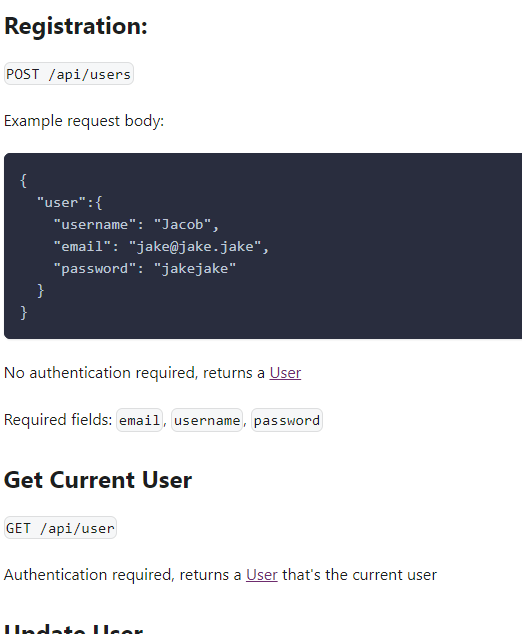 Registration:
POST /api/users
Example request body:
{
  "user":{
    "username": "Jacob",
    "email": "jake@jake.jake",
    "password": "jakejake"
  }
}
No authentication required, returns a User
Required fields: email, username, password
Get Current User
GET /api/user
Authentication required, returns a User that's the current user
Update User